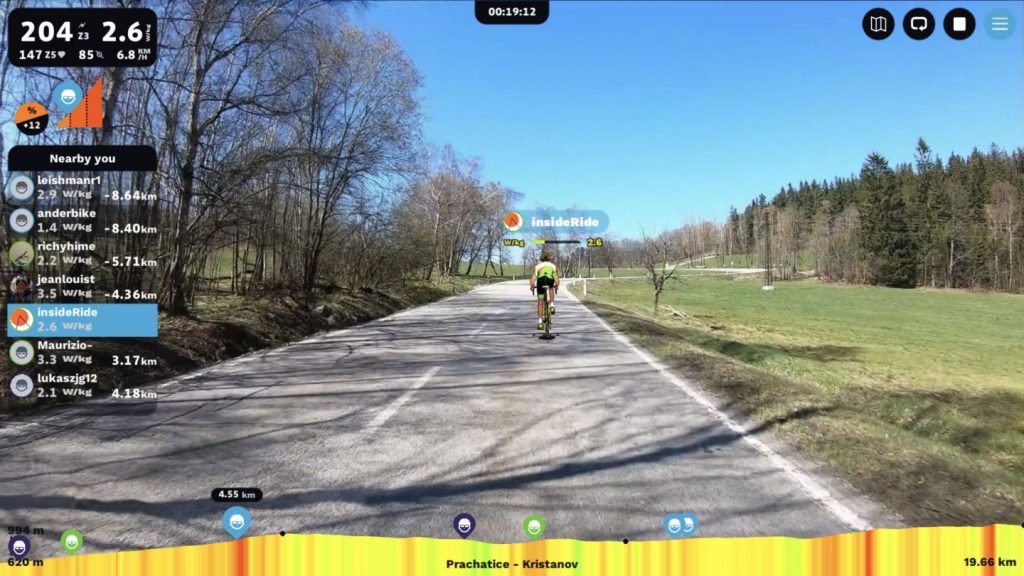 00:19:12
204 Z3 2.6 W/kg
147 Z5 85 6.8 KM/H
%
+12
Nearby you
leishmanr1
2.9 W/kg -8.64km
anderbike
1.4 W/kg -8.40km
richyhime
2.2 W/kg -5.71km
jeanlouist
3.5 W/kg -4.36km
insideRide
2.6 W/kg
Maurizio-
3.3 W/kg 3.17km
lukaszjg12
2.1 W/kg 4.18km
insideRide
W/kg 2.6
4.55 km
994 m
620 m
Prachatice - Kristanov
19.66 km